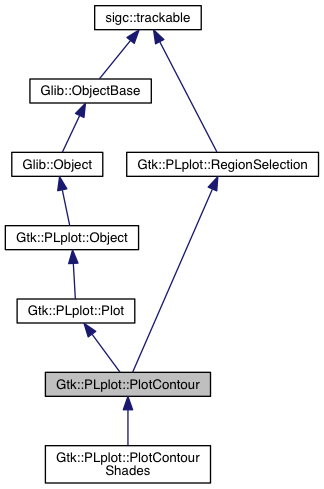 sigc::trackable
Glib::ObjectBase
Glib::Object
Gtk::PLplot::RegionSelection
Gtk::PLplot::Object
Gtk::PLplot::Plot
Gtk::PLplot::PlotContour
Gtk::PLplot::PlotContour
Shades